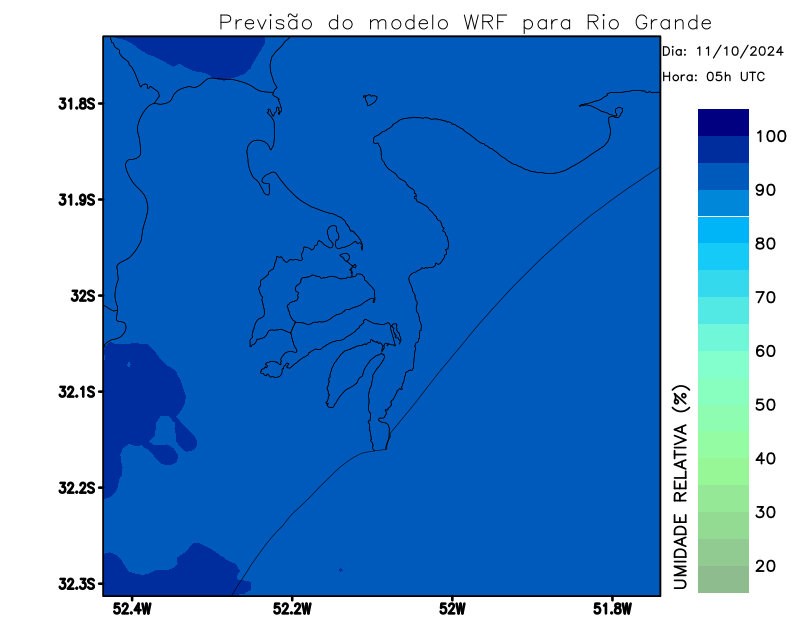 Previsão do modelo WRF para Rio Grande
Dia: 11/10/2024
Hora: 05h UTC
31.8S
31.9S
32S
32.1S
32.2S
32.3S
52.4W
52.2W
52W
51.8W
UMIDADE RELATIVA (%)
100
90
80
70
60
50
40
30
20